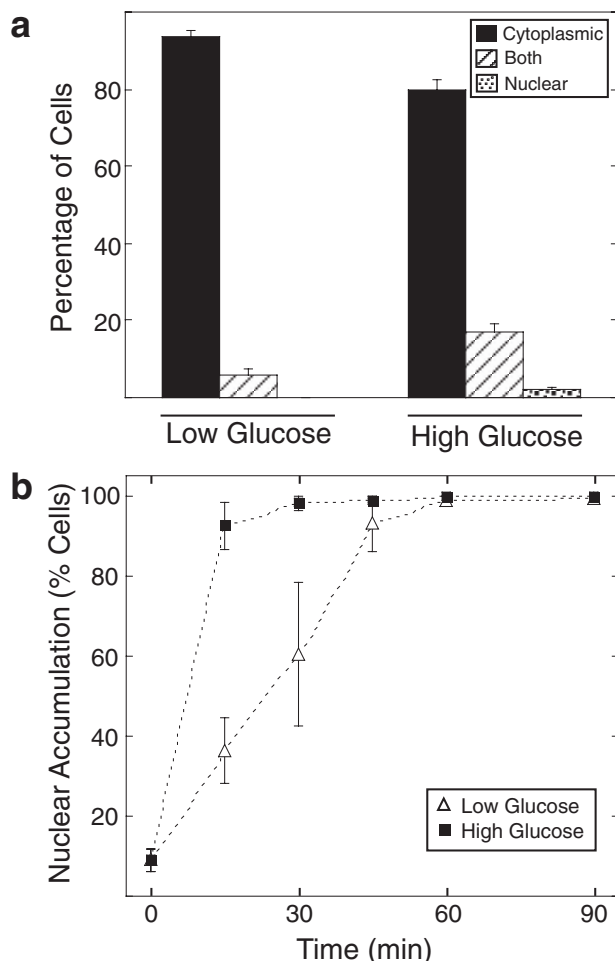 a
Percentage of Cells
80
60
40
20
Cytoplasmic
Both
Nuclear
Low Glucose
High Glucose
b
Nuclear Accumulation (% Cells)
100
80
60
40
20
Low Glucose
High Glucose
0
30
60
90
Time (min)